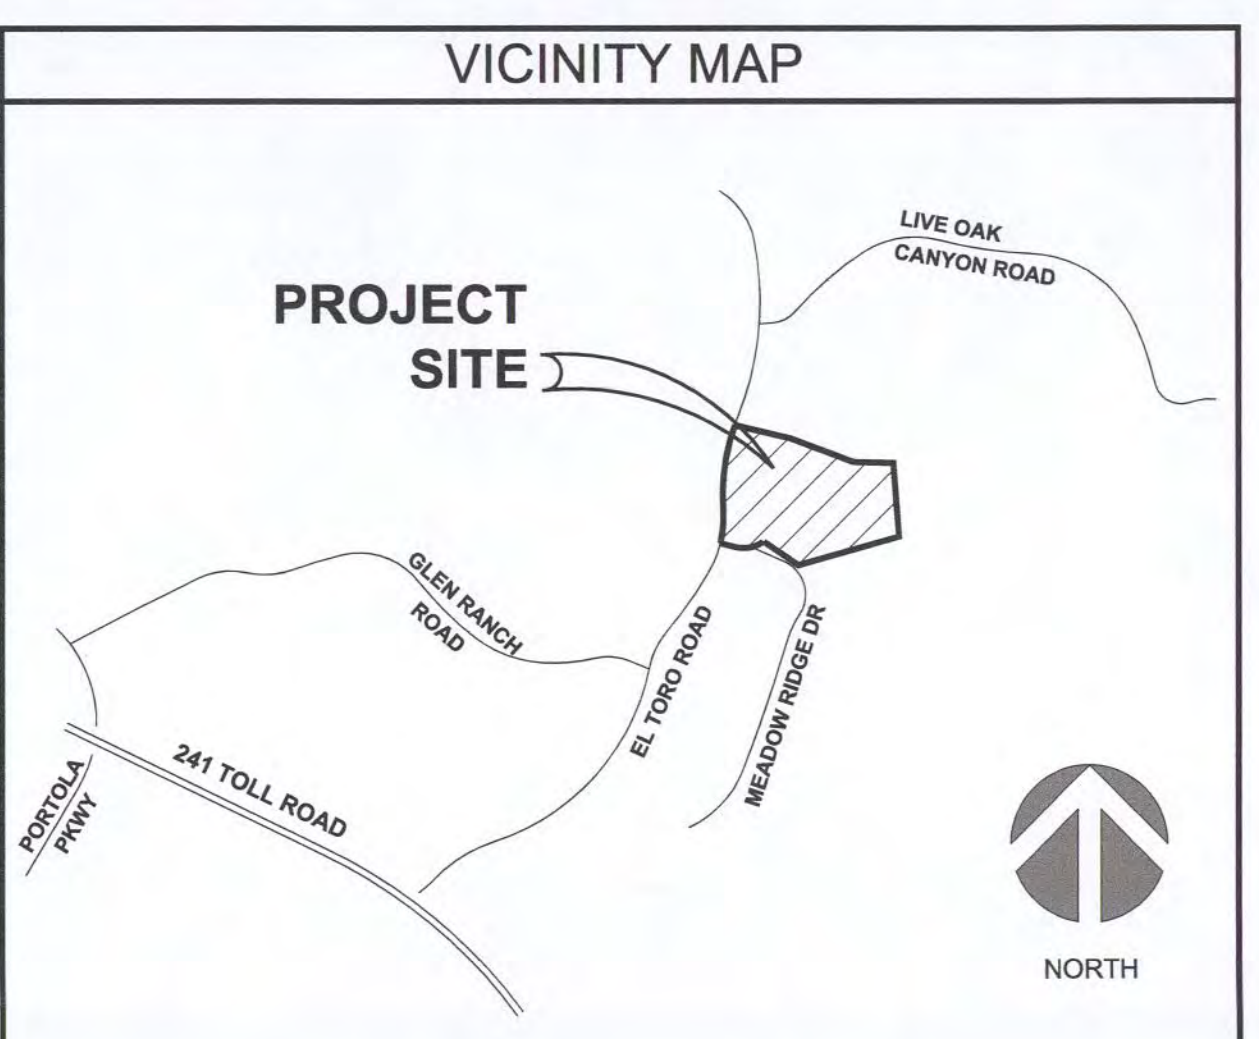 VICINITY MAP
LIVE OAK
CANYON ROAD
PROJECT
SITE
GLEN RANCH
ROAD
EL TORO ROAD
MEADOW RIDGE DR
241 TOLL ROAD
PORTOLA
PKWY
NORTH